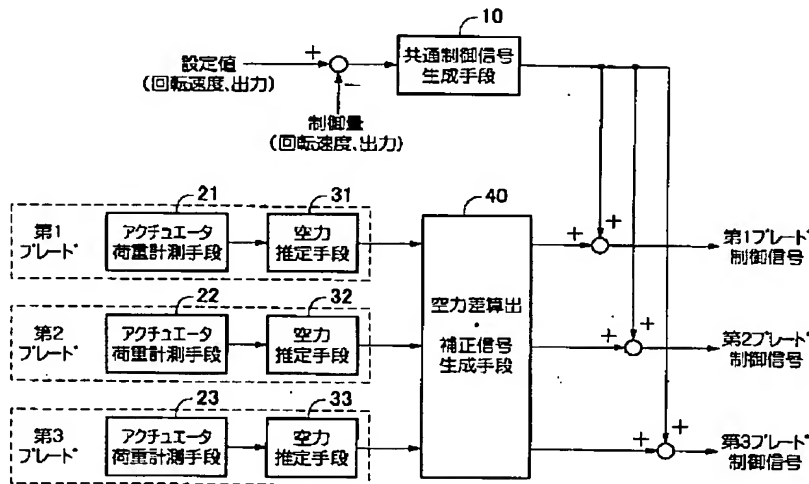 10
設定値
(回転速度、出力)
+
−
制御量
(回転速度、出力)
共通制御信号
生成手段
21
31
40
第1
ブレード
アクチュエータ
荷重計測手段
空力
推定手段
+
+
第1ブレード
制御信号
22
32
第2
ブレード
アクチュエータ
荷重計測手段
空力
推定手段
空力差算出
・
補正信号
生成手段
+
+
第2ブレード
制御信号
23
33
第3
ブレード
アクチュエータ
荷重計測手段
空力
推定手段
+
+
第3ブレード
制御信号